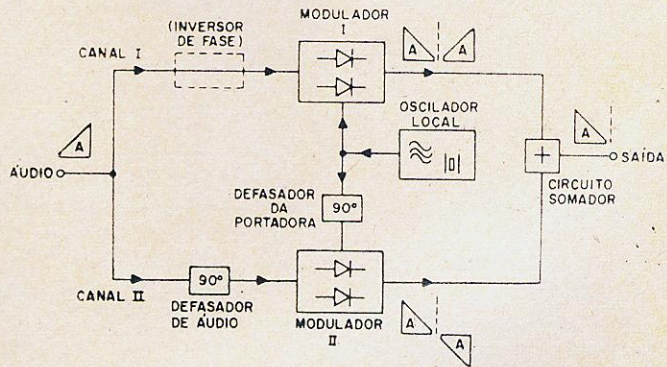 (INVERSOR
DE FASE)
MODULADOR
I
CANAL I
A
A
OSCILADOR
LOCAL
A
A
ÁUDIO
+
SAÍDA
CIRCUITO
SOMADOR
DEFASADOR
DA
PORTADORA
90°
90°
CANAL II
DEFASADOR
DE ÁUDIO
MODULADOR
II
A
A